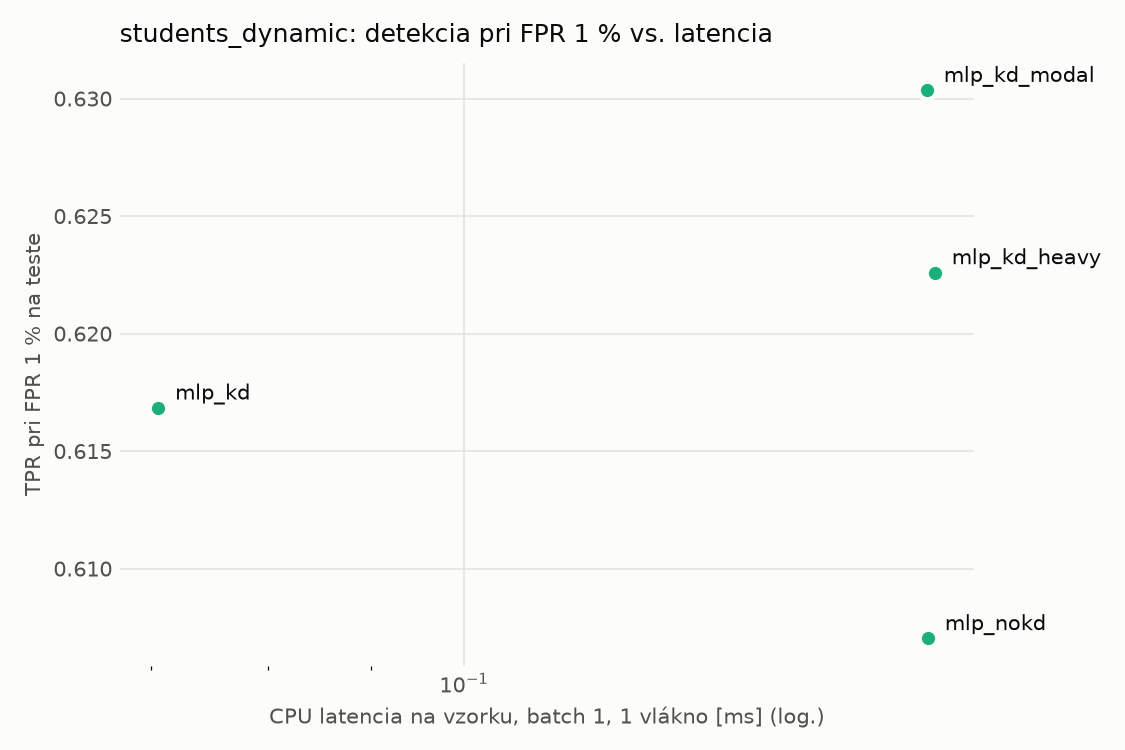 students_dynamic: detekcia pri FPR 1 % vs. latencia
mlp_kd_modal
0.630
0.625
mlp_kd_heavy
0.620
mlp_kd
0.615
0.610
mlp_nokd
TPR pri FPR 1 % na teste
10⁻¹
CPU latencia na vzorku, batch 1, 1 vlákno [ms] (log.)